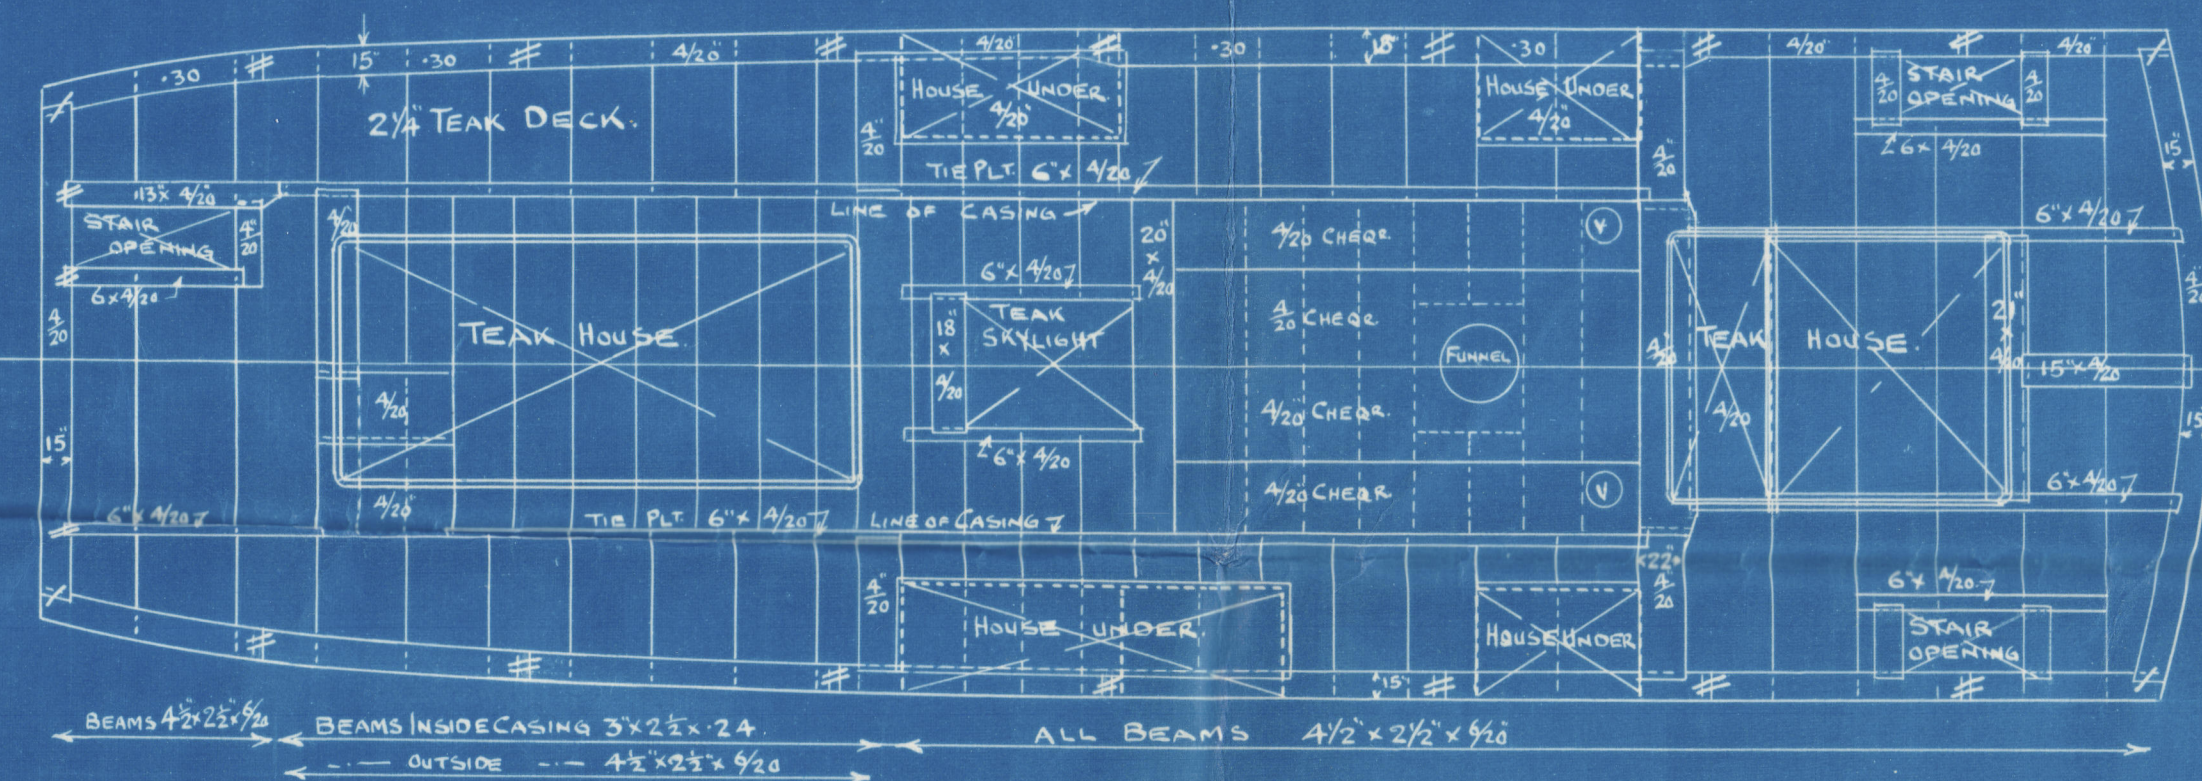 ·30
15"
·30
4/20"
4/20"
·30
15"
·30
4/20"
4/20"
2¼" TEAK DECK.
HOUSE UNDER
4/20"
HOUSE UNDER
4/20"
4/20
STAIR
OPENING
4/20
6 x 4/20
4"/20
TIE PLT. 6" x 4/20
4"/20
15"
13" x 4/20"
STAIR
OPENING
4"/20
6 x 4/20
4/20
LINE OF CASING
20" x 4/20
4/20 CHEQR.
V
6" x 4/20
TEAK HOUSE.
6" x 4/20
18" x 4/20
TEAK
SKYLIGHT
4/20 CHEQR.
FUNNEL
4/20
TEAK HOUSE.
4/20
21" x 4/20
15" x 4/20
4/20
15"
4/20
4/20"
6" x 4/20
4/20" CHEQR.
15
4/20" CHEQR.
V
6" x 4/20
6" x 4/20
TIE PLT. 6" x 4/20
LINE OF CASING
22"
4"/20
4"/20
HOUSE UNDER.
HOUSE UNDER
6" x 4/20
STAIR
OPENING
15"
BEAMS 4½" x 2½" x 6/20
BEAMS INSIDE CASING 3" x 2½ x ·24.
ALL BEAMS 4½" x 2½" x 6/20"
-·- OUTSIDE -·- 4½" x 2½" x 6/20